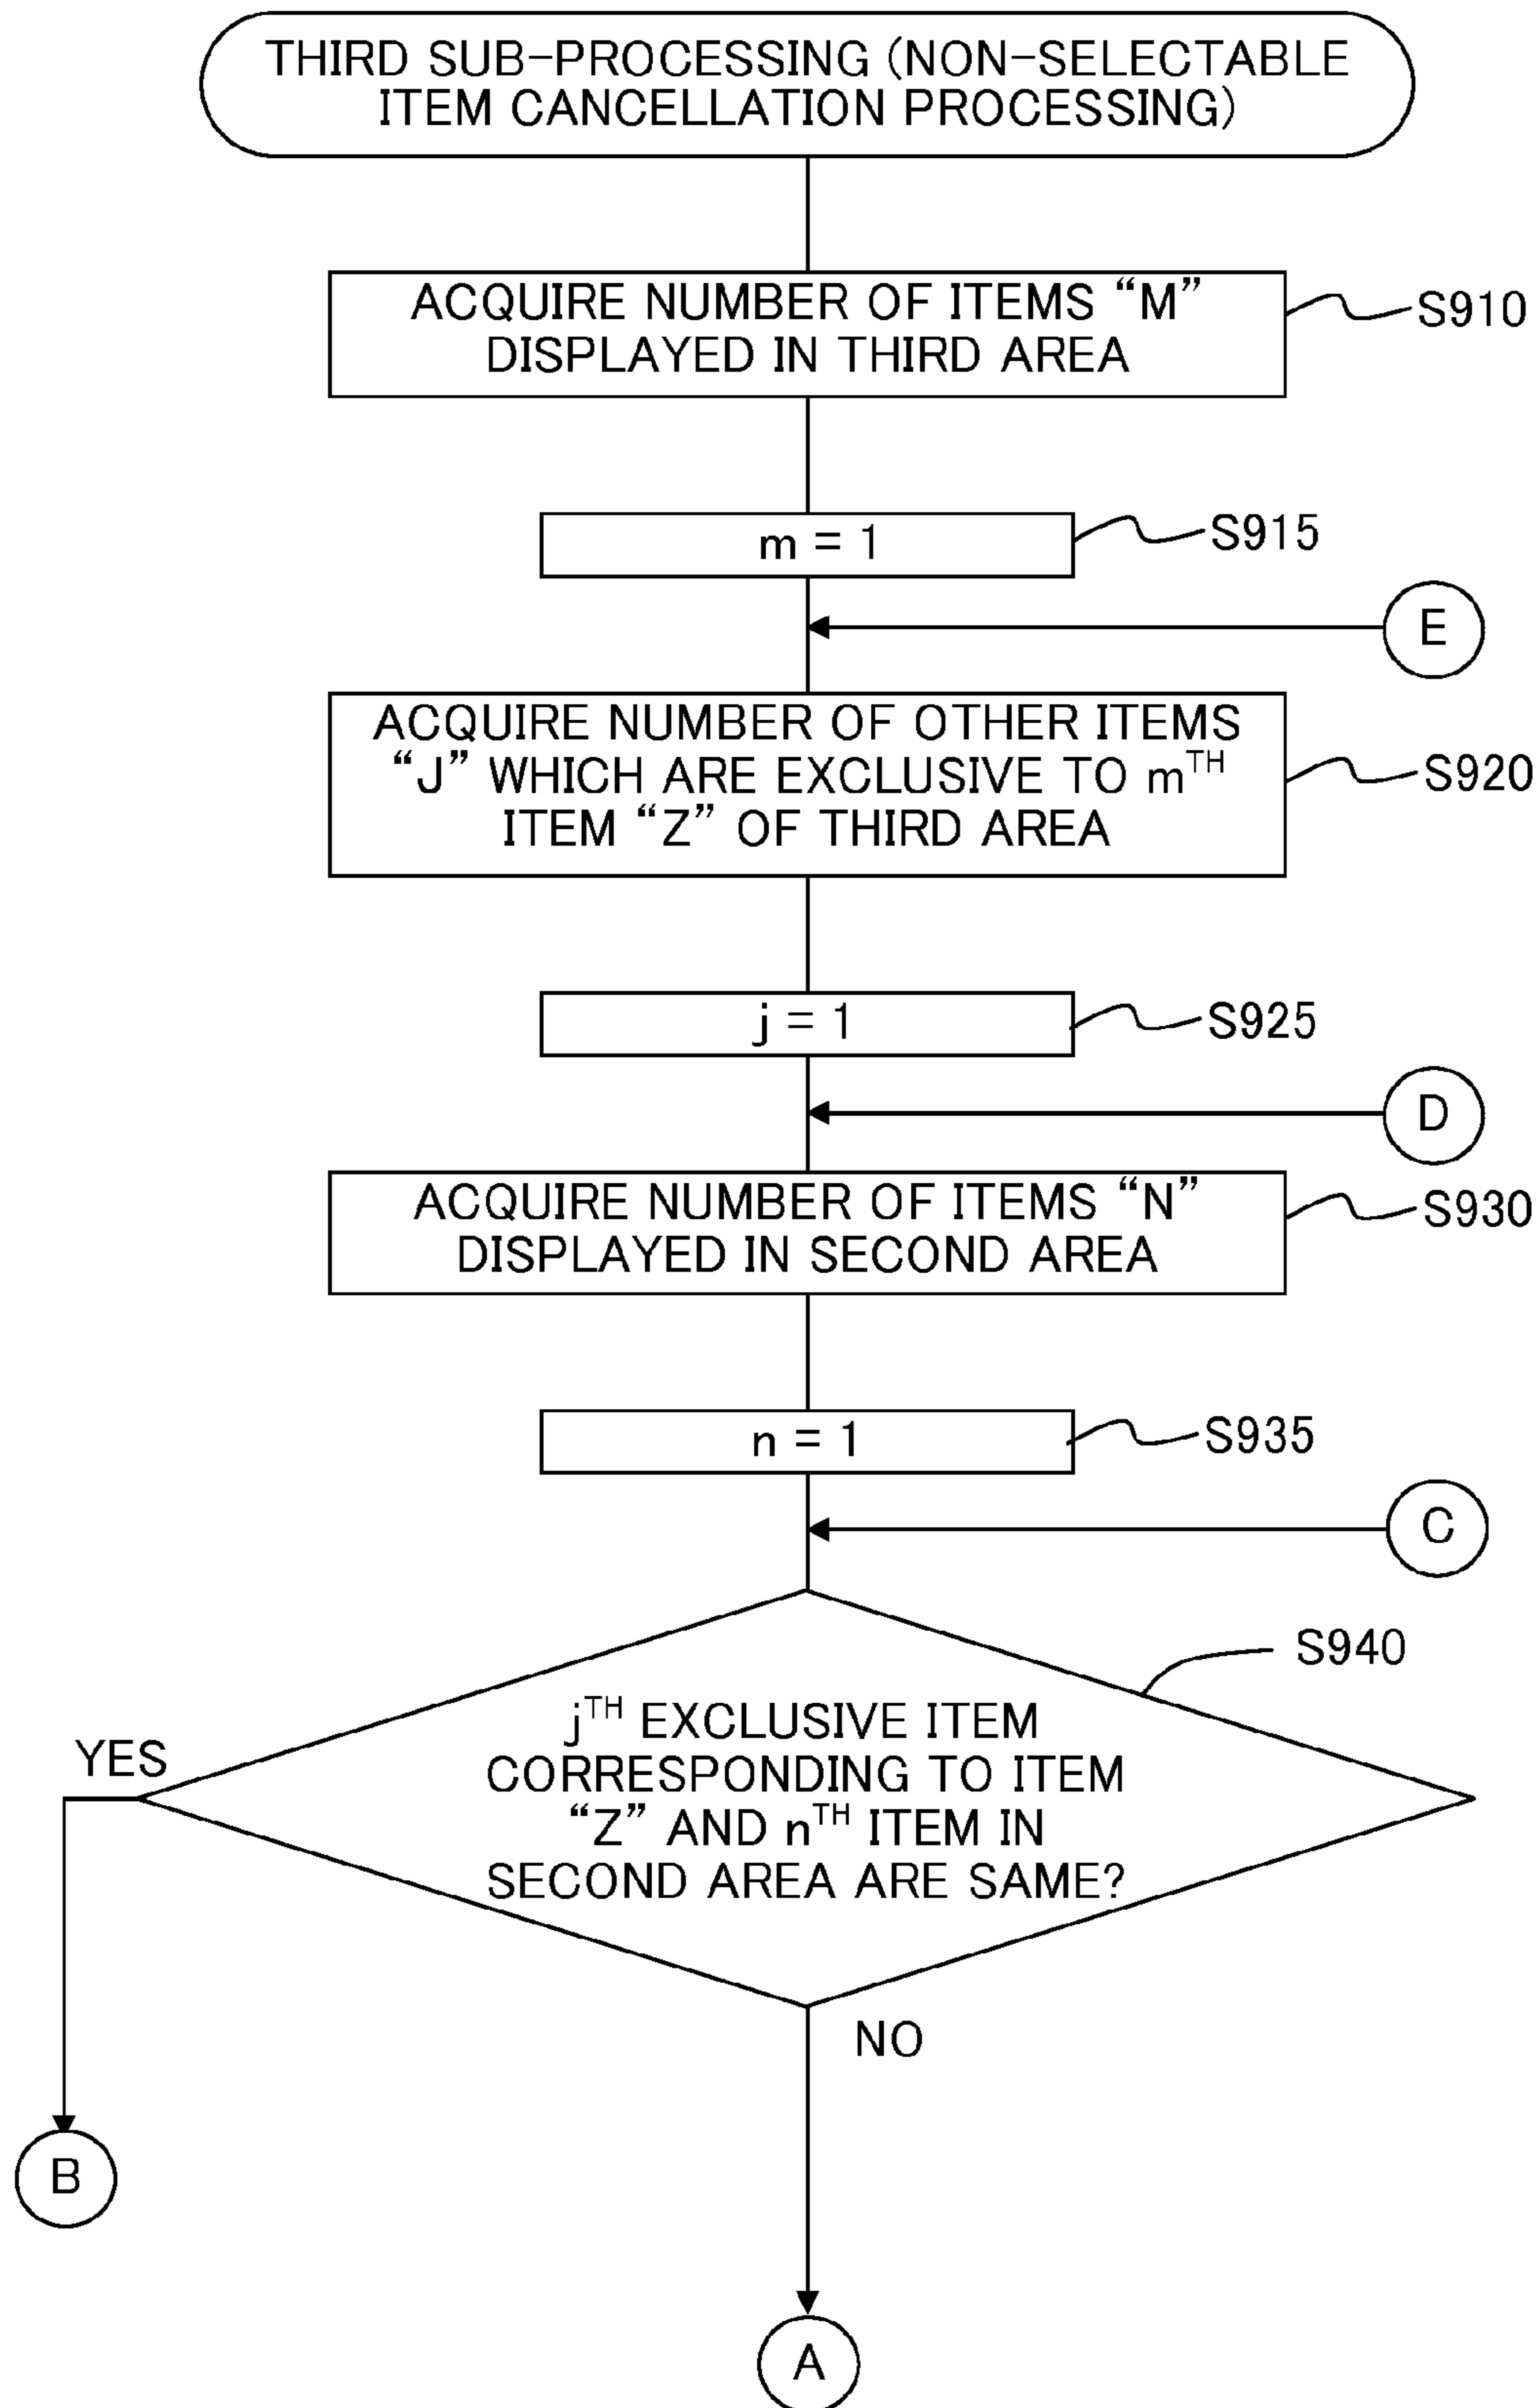 THIRD SUB-PROCESSING (NON-SELECTABLE
ITEM CANCELLATION PROCESSING)
ACQUIRE NUMBER OF ITEMS “M”
DISPLAYED IN THIRD AREA
S910
m = 1
S915
E
ACQUIRE NUMBER OF OTHER ITEMS
“J” WHICH ARE EXCLUSIVE TO mTH
ITEM “Z” OF THIRD AREA
S920
j = 1
S925
D
ACQUIRE NUMBER OF ITEMS “N”
DISPLAYED IN SECOND AREA
S930
n = 1
S935
C
S940
jTH EXCLUSIVE ITEM
CORRESPONDING TO ITEM
“Z” AND nTH ITEM IN
SECOND AREA ARE SAME?
YES
NO
B
A